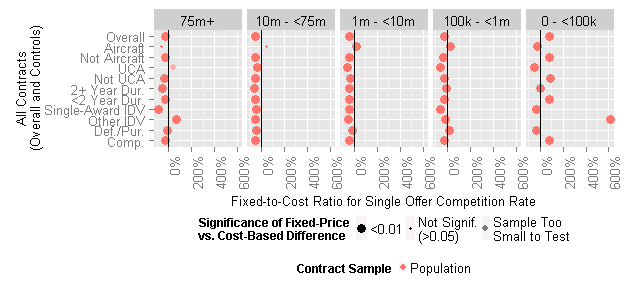 75m+ 10m - <75m 1m - <10m 100k - <1m 0 - <100k
All Contracts
(Overall and Controls)
Overall
Aircraft
Not Aircraft
UCA
Not UCA
2+ Year Dur.
<2 Year Dur.
Single-Award IDV
Other IDV
Def./Pur.
Comp.
0% 200% 400% 600% 0% 200% 400% 600% 0% 200% 400% 600% 0% 200% 400% 600% 0% 200% 400% 600%
Fixed-to-Cost Ratio for Single Offer Competition Rate
Significance of Fixed-Price
vs. Cost-Based Difference
<0.01
Not Signif.
(>0.05)
Sample Too
Small to Test
Contract Sample Population